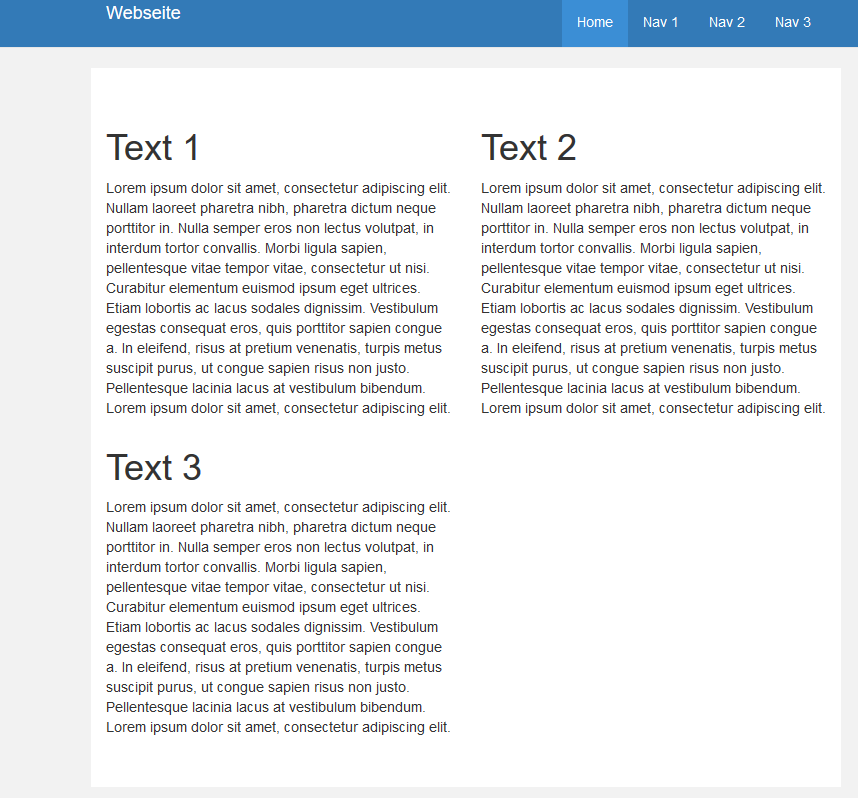 Webseite
Home Nav 1 Nav 2 Nav 3
Text 1
Lorem ipsum dolor sit amet, consectetur adipiscing elit.
Nullam laoreet pharetra nibh, pharetra dictum neque
porttitor in. Nulla semper eros non lectus volutpat, in
interdum tortor convallis. Morbi ligula sapien,
pellentesque vitae tempor vitae, consectetur ut nisi.
Curabitur elementum euismod ipsum eget ultrices.
Etiam lobortis ac lacus sodales dignissim. Vestibulum
egestas consequat eros, quis porttitor sapien congue
a. In eleifend, risus at pretium venenatis, turpis metus
suscipit purus, ut congue sapien risus non justo.
Pellentesque lacinia lacus at vestibulum bibendum.
Lorem ipsum dolor sit amet, consectetur adipiscing elit.
Text 2
Lorem ipsum dolor sit amet, consectetur adipiscing elit.
Nullam laoreet pharetra nibh, pharetra dictum neque
porttitor in. Nulla semper eros non lectus volutpat, in
interdum tortor convallis. Morbi ligula sapien,
pellentesque vitae tempor vitae, consectetur ut nisi.
Curabitur elementum euismod ipsum eget ultrices.
Etiam lobortis ac lacus sodales dignissim. Vestibulum
egestas consequat eros, quis porttitor sapien congue
a. In eleifend, risus at pretium venenatis, turpis metus
suscipit purus, ut congue sapien risus non justo.
Pellentesque lacinia lacus at vestibulum bibendum.
Lorem ipsum dolor sit amet, consectetur adipiscing elit.
Text 3
Lorem ipsum dolor sit amet, consectetur adipiscing elit.
Nullam laoreet pharetra nibh, pharetra dictum neque
porttitor in. Nulla semper eros non lectus volutpat, in
interdum tortor convallis. Morbi ligula sapien,
pellentesque vitae tempor vitae, consectetur ut nisi.
Curabitur elementum euismod ipsum eget ultrices.
Etiam lobortis ac lacus sodales dignissim. Vestibulum
egestas consequat eros, quis porttitor sapien congue
a. In eleifend, risus at pretium venenatis, turpis metus
suscipit purus, ut congue sapien risus non justo.
Pellentesque lacinia lacus at vestibulum bibendum.
Lorem ipsum dolor sit amet, consectetur adipiscing elit.